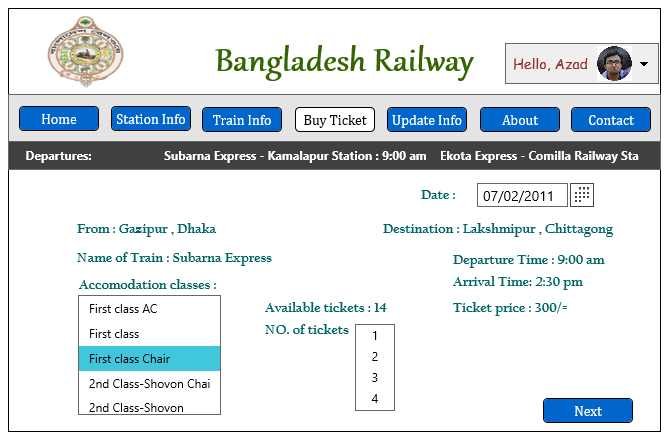 Bangladesh Railway
Hello, Azad
Home Station Info Train Info Buy Ticket Update Info About Contact
Departures: Subarna Express - Kamalapur Station : 9:00 am Ekota Express - Comilla Railway Sta
Date : 07/02/2011
From : Gazipur , Dhaka Destination : Lakshmipur , Chittagong
Name of Train : Subarna Express Departure Time : 9:00 am
Arrival Time: 2:30 pm
Accomodation classes :
First class AC
First class
First class Chair
2nd Class-Shovon Chai
2nd Class-Shovon
Available tickets : 14 Ticket price : 300/=
NO. of tickets
1
2
3
4
Next